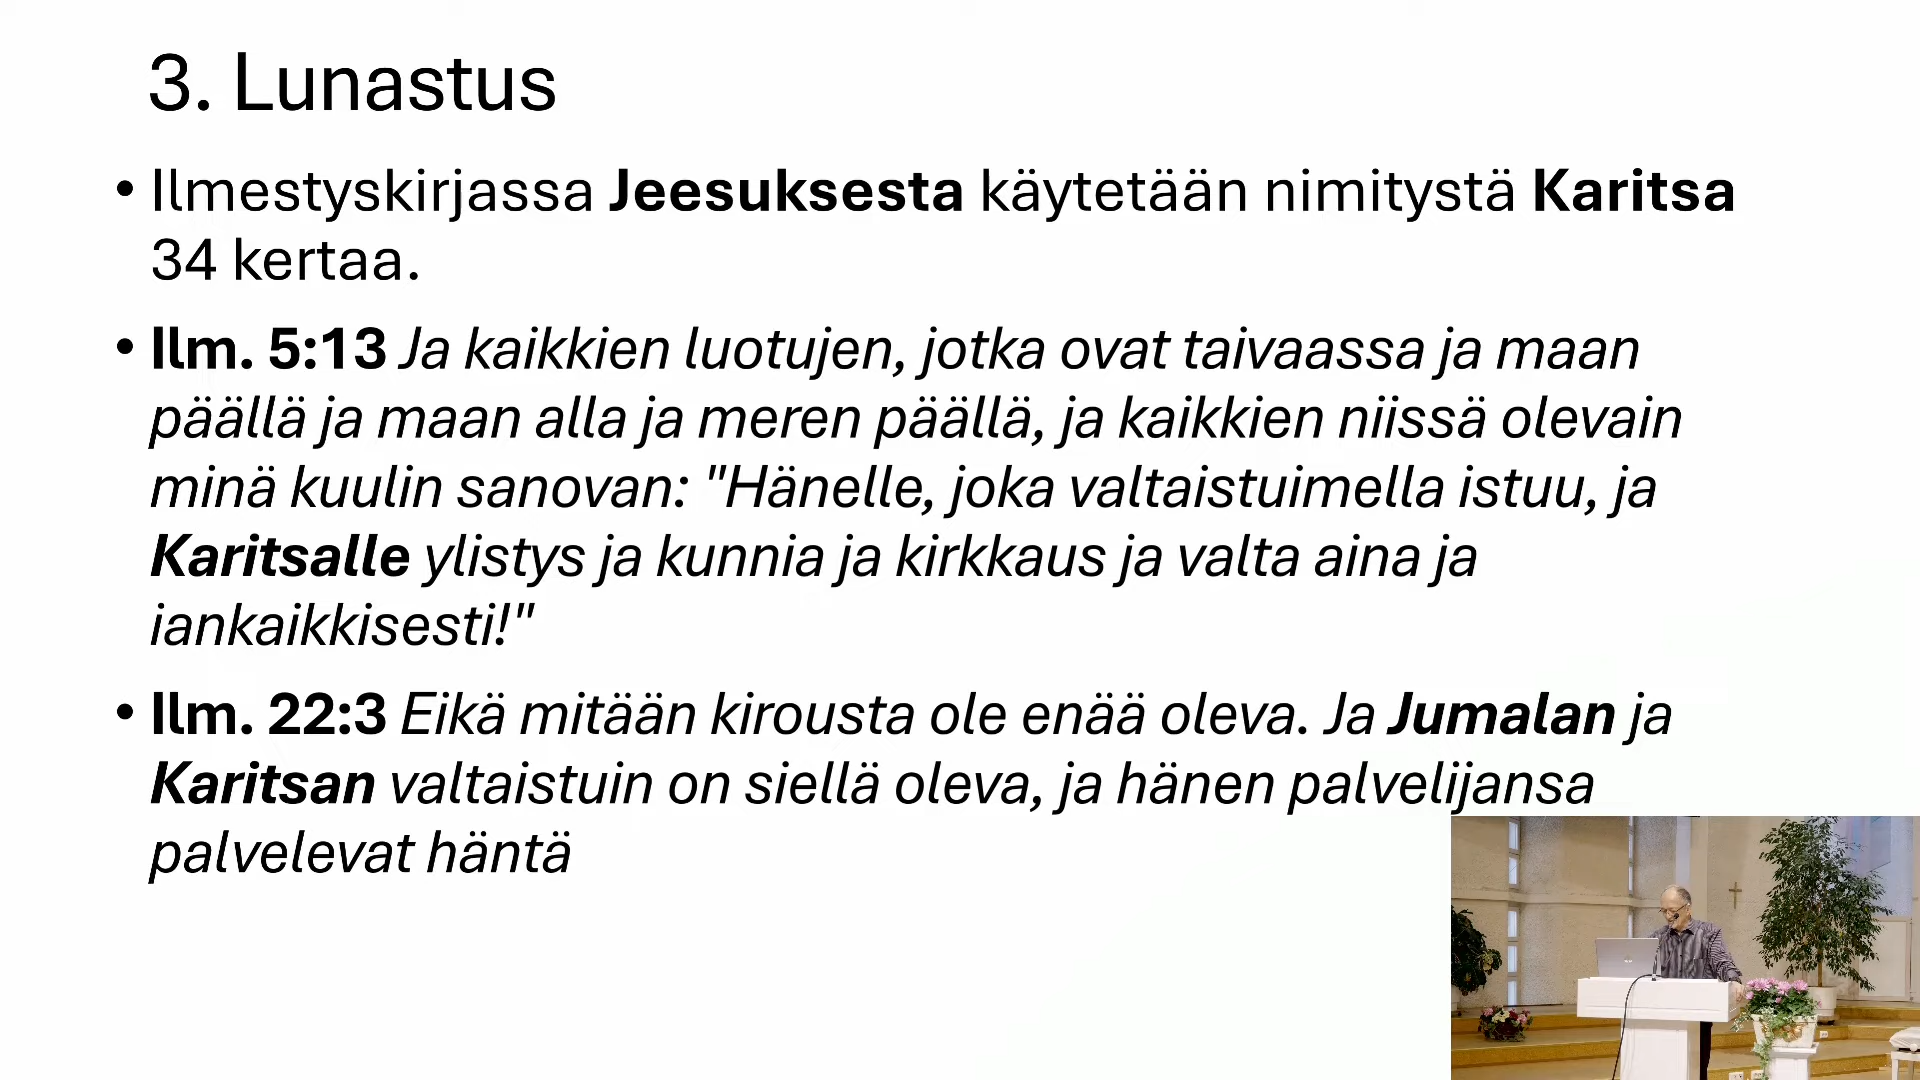 3. Lunastus
• Ilmestyskirjassa Jeesuksesta käytetään nimitystä Karitsa
34 kertaa.
• Ilm. 5:13 Ja kaikkien luotujen, jotka ovat taivaassa ja maan
päällä ja maan alla ja meren päällä, ja kaikkien niissä olevain
minä kuulin sanovan: "Hänelle, joka valtaistuimella istuu, ja
Karitsalle ylistys ja kunnia ja kirkkaus ja valta aina ja
iankaikkisesti!"
• Ilm. 22:3 Eikä mitään kirousta ole enää oleva. Ja Jumalan ja
Karitsan valtaistuin on siellä oleva, ja hänen palvelijansa
palvelevat häntä